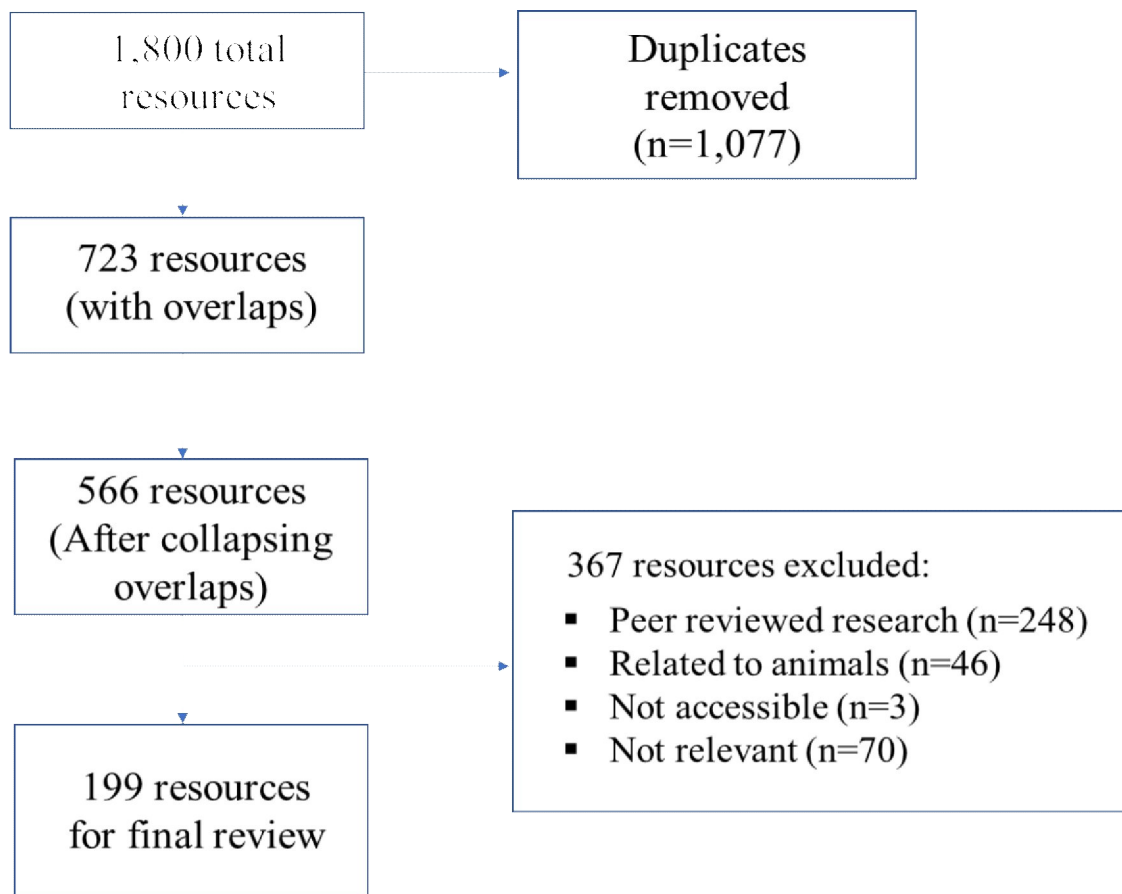 1,800 total
resources
Duplicates
removed
(n=1,077)
723 resources
(with overlaps)
566 resources
(After collapsing
overlaps)
367 resources excluded:
▪ Peer reviewed research (n=248)
▪ Related to animals (n=46)
▪ Not accessible (n=3)
▪ Not relevant (n=70)
199 resources
for final review